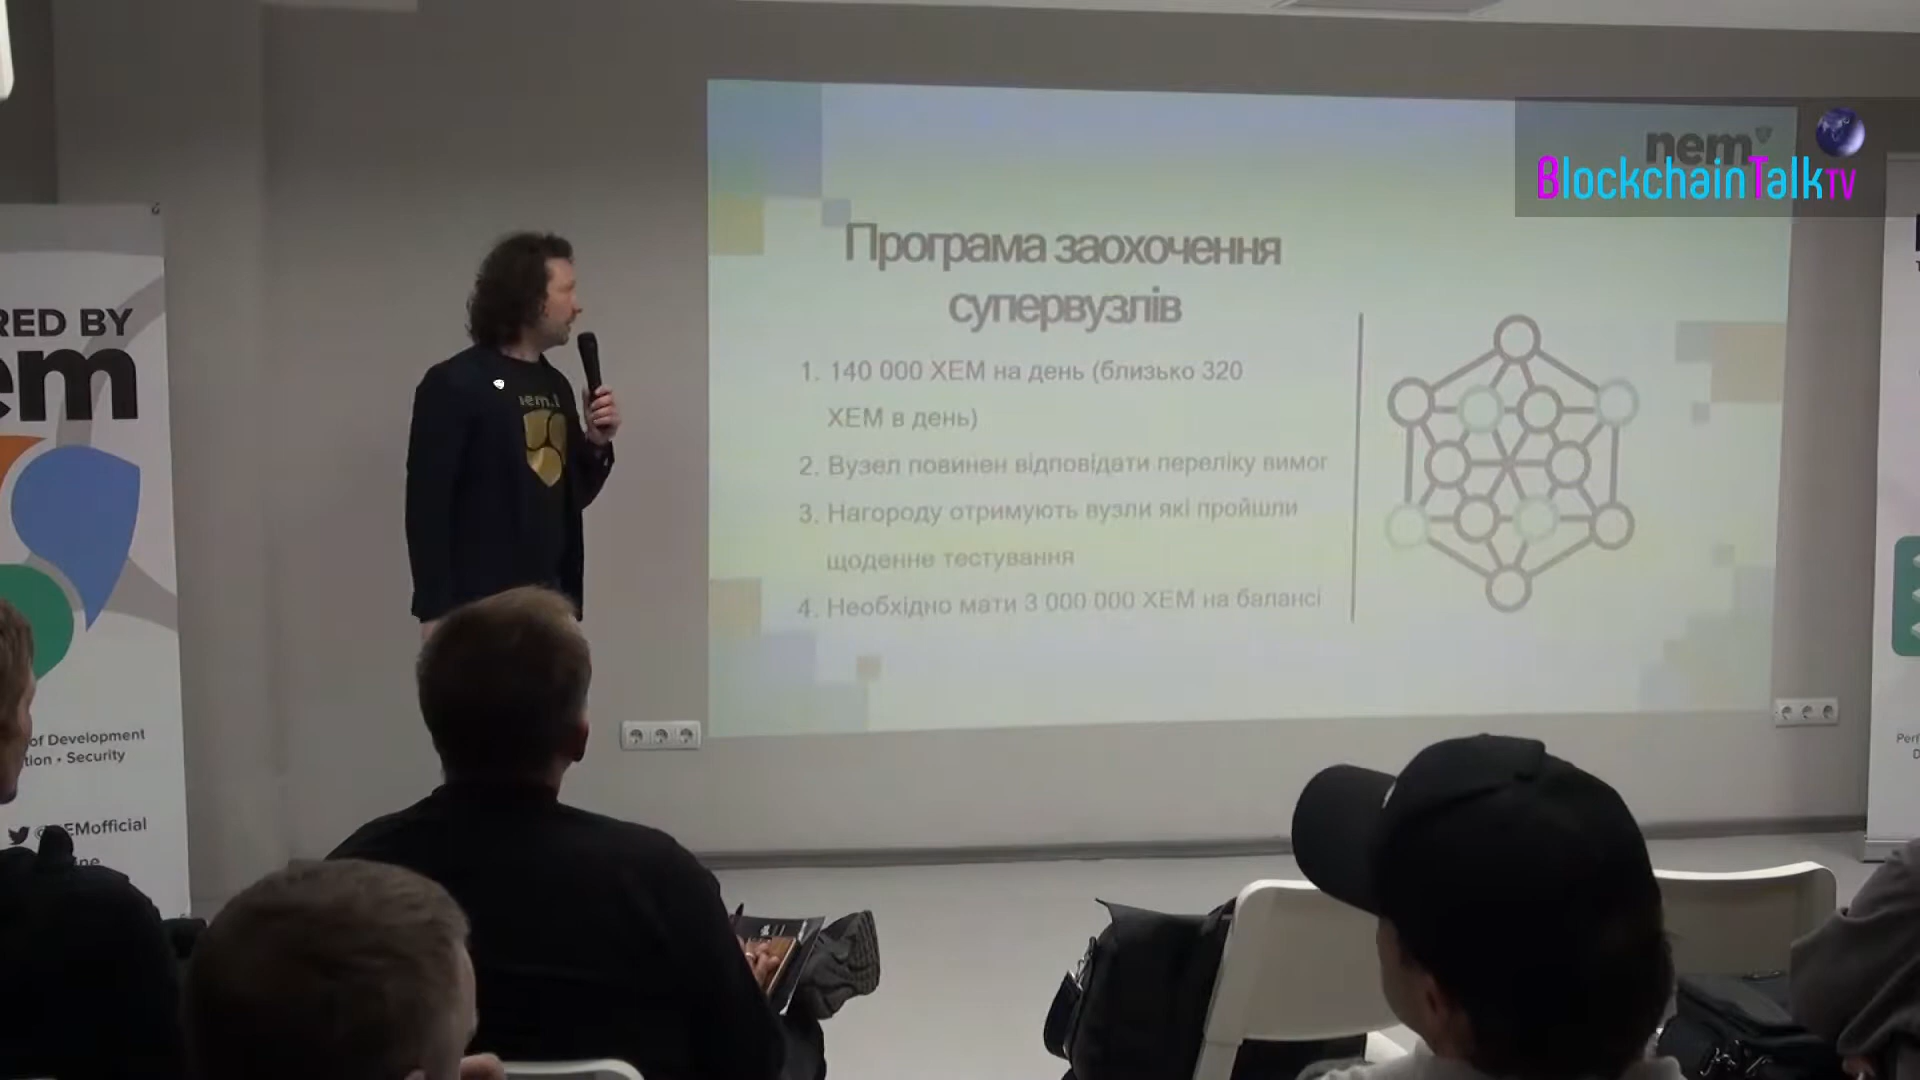 nem
BlockchainTalkTV
Програма заохочення
супервузлів
1. 140 000 XEM на день (близько 320
XEM в день)
2. Вузел повинен відповідати переліку вимог
3. Нагороду отримують вузли які пройшли
щоденне тестування
4. Необхідно мати 3 000 000 XEM на балансі
RED BY
em
of Development
tion • Security
EMofficial
nem